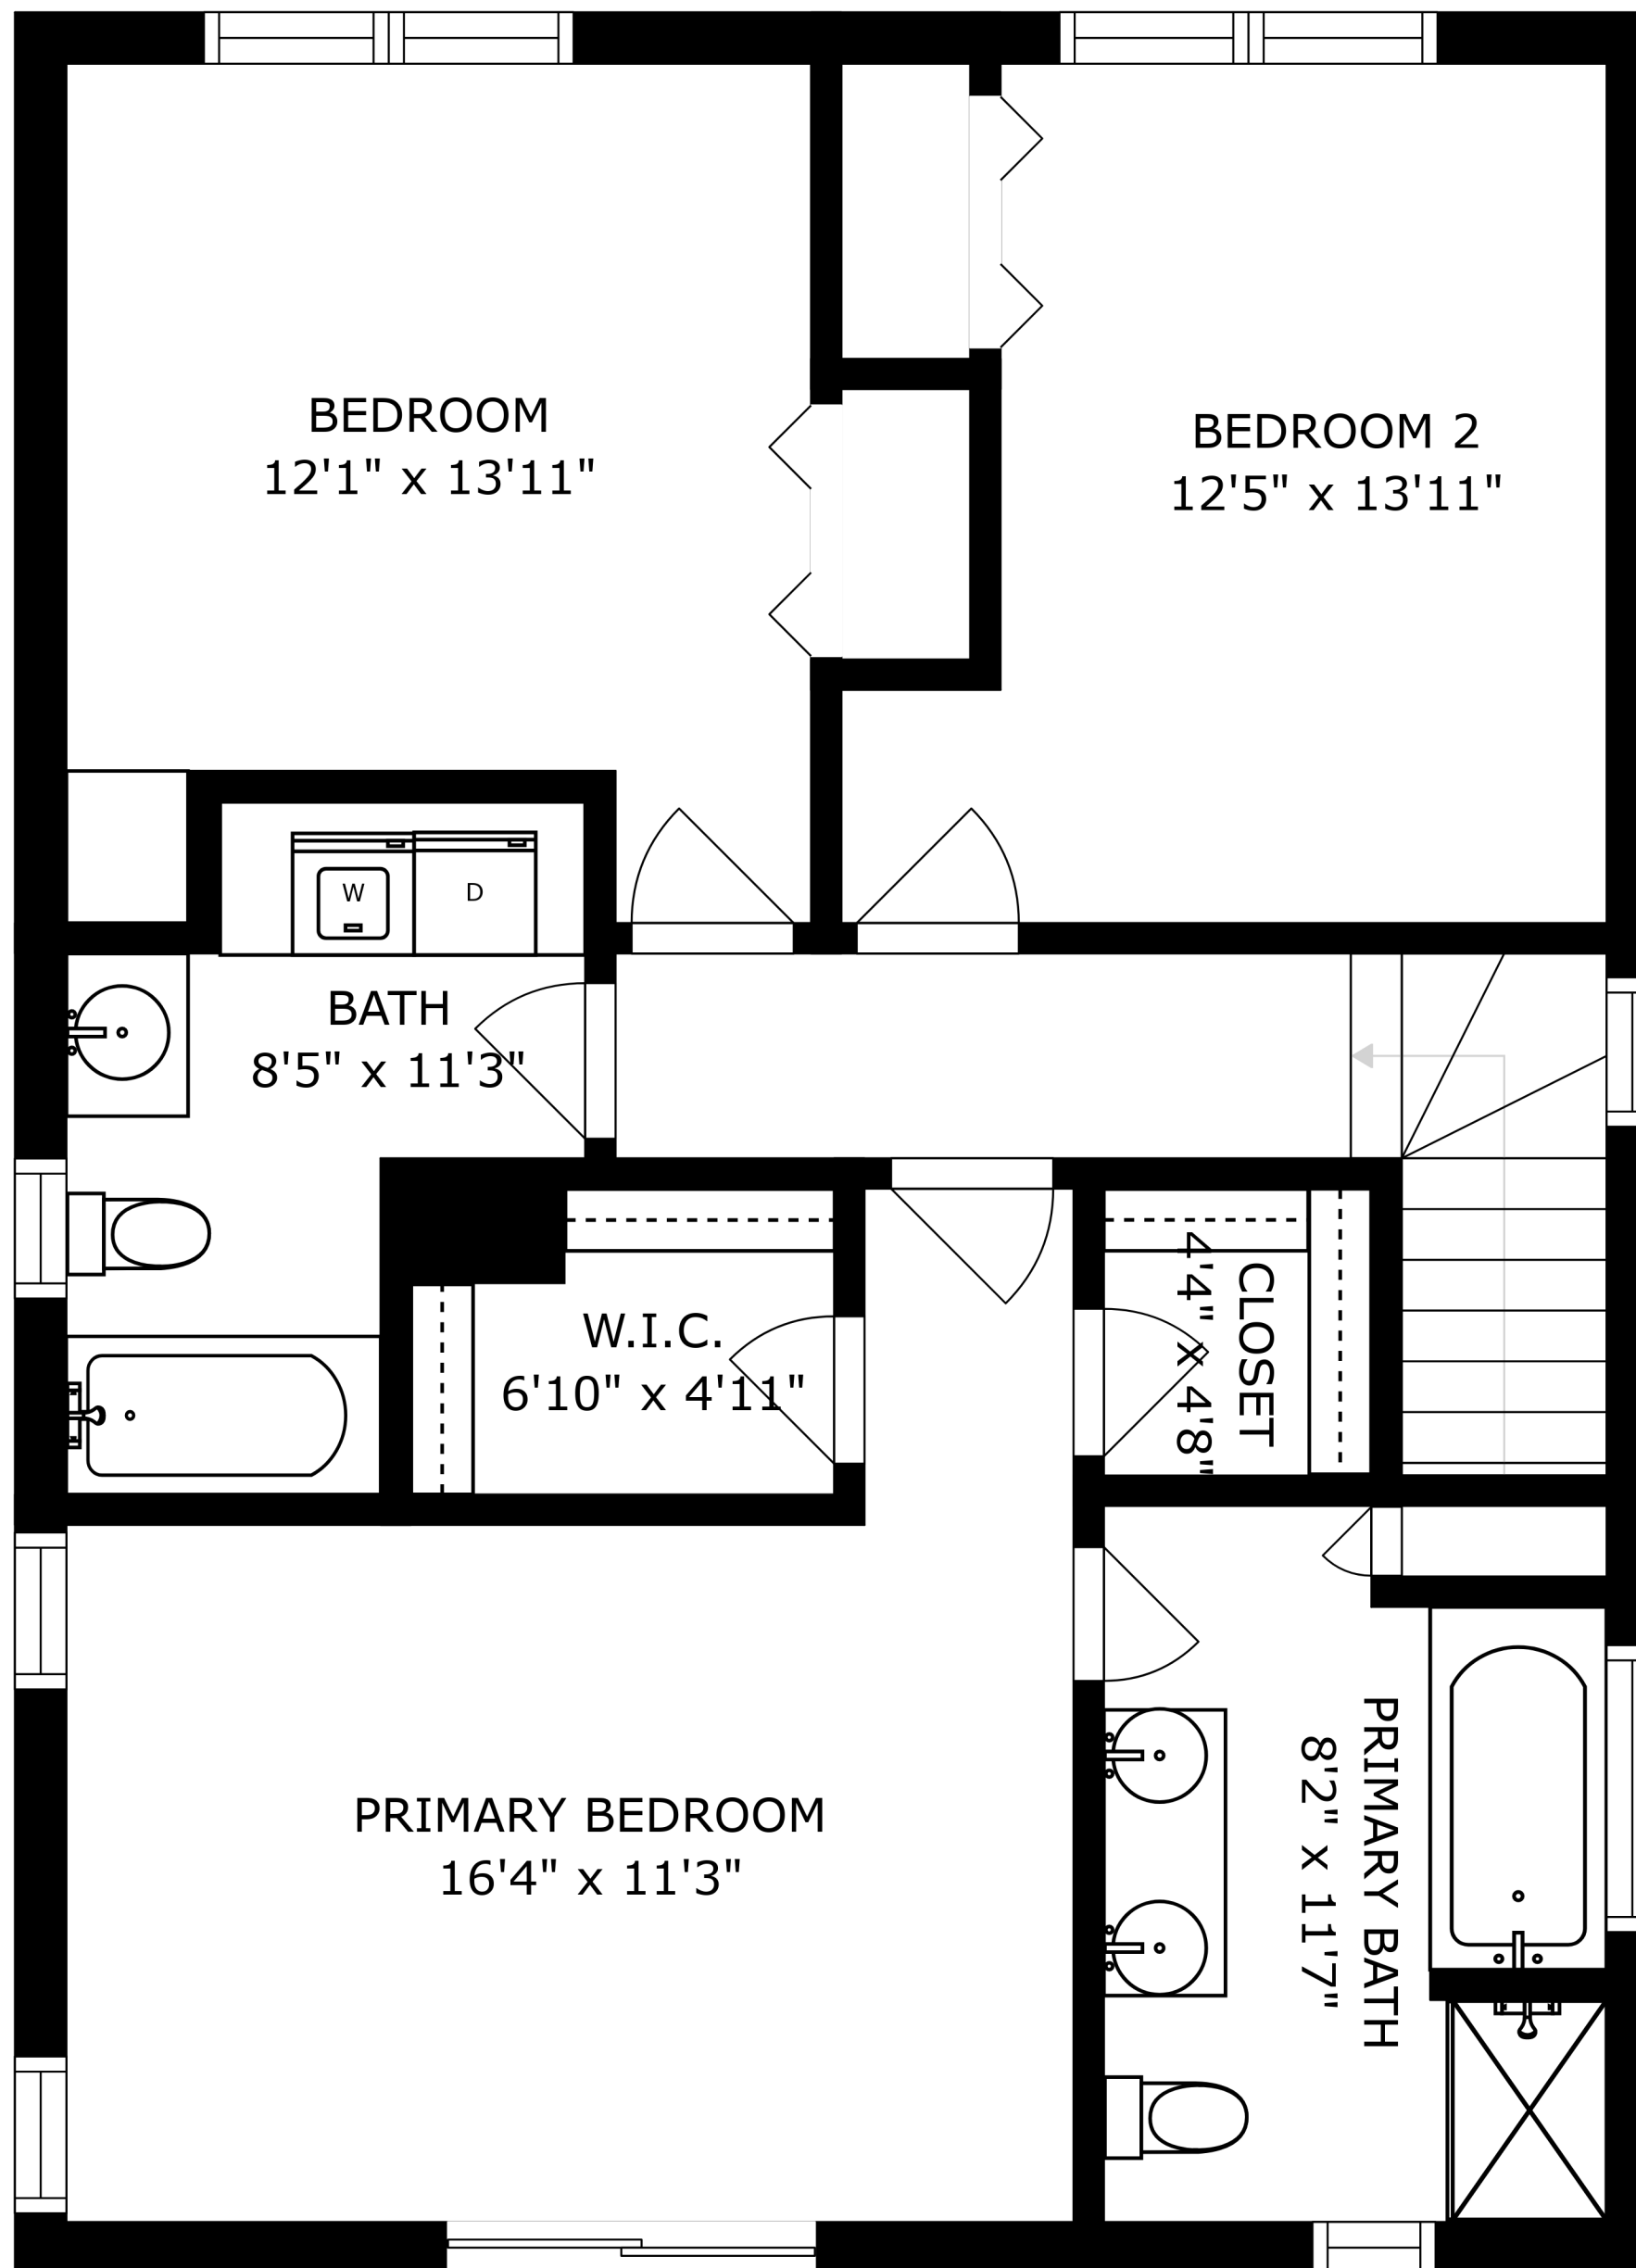 BEDROOM
12'1" x 13'11"
BEDROOM 2
12'5" x 13'11"
W
D
BATH
8'5" x 11'3"
W.I.C.
6'10" x 4'11"
CLOSET
4'4" x 4'8"
PRIMARY BEDROOM
16'4" x 11'3"
PRIMARY BATH
8'2" x 11'7"